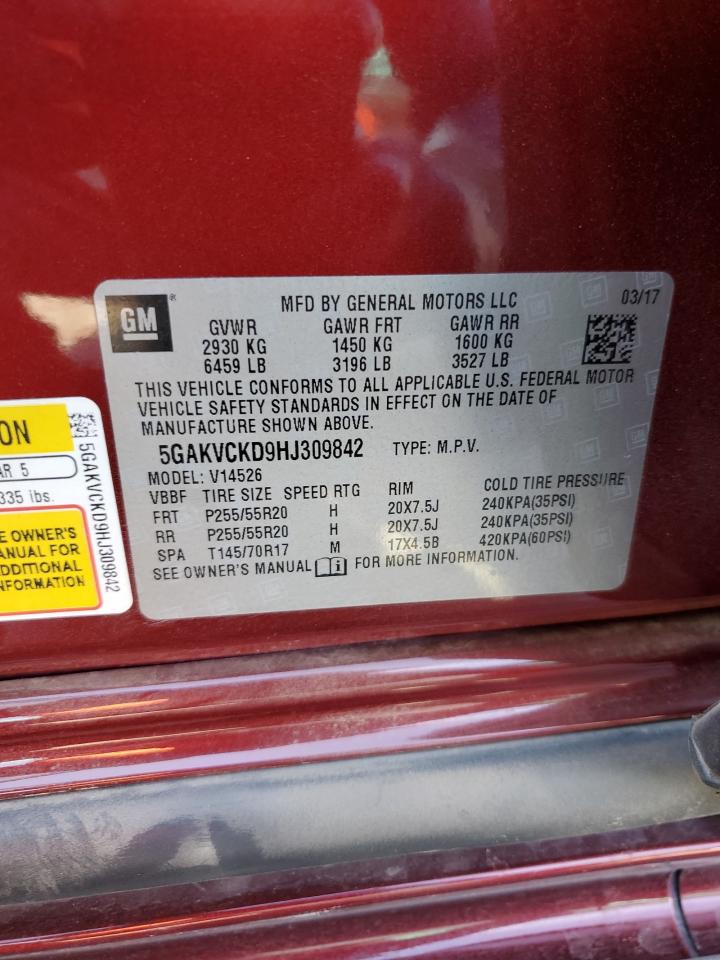 GM
®
MFD BY GENERAL MOTORS LLC 03/17
GVWR GAWR FRT GAWR RR
2930 KG 1450 KG 1600 KG
6459 LB 3196 LB 3527 LB
THIS VEHICLE CONFORMS TO ALL APPLICABLE U.S. FEDERAL MOTOR
VEHICLE SAFETY STANDARDS IN EFFECT ON THE DATE OF
MANUFACTURE SHOWN ABOVE.
5GAKVCKD9HJ309842 TYPE: M.P.V.
MODEL: V14526
VBBF TIRE SIZE SPEED RTG RIM COLD TIRE PRESSURE
FRT P255/55R20 H 20X7.5J 240KPA(35PSI)
RR P255/55R20 H 20X7.5J 240KPA(35PSI)
SPA T145/70R17 M 17X4.5B 420KPA(60PSI)
SEE OWNER'S MANUAL i FOR MORE INFORMATION.
ON
AR 5
335 lbs.
E OWNER'S
ANUAL FOR
DDITIONAL
NFORMATION
5GAKVCKD9HJ309842